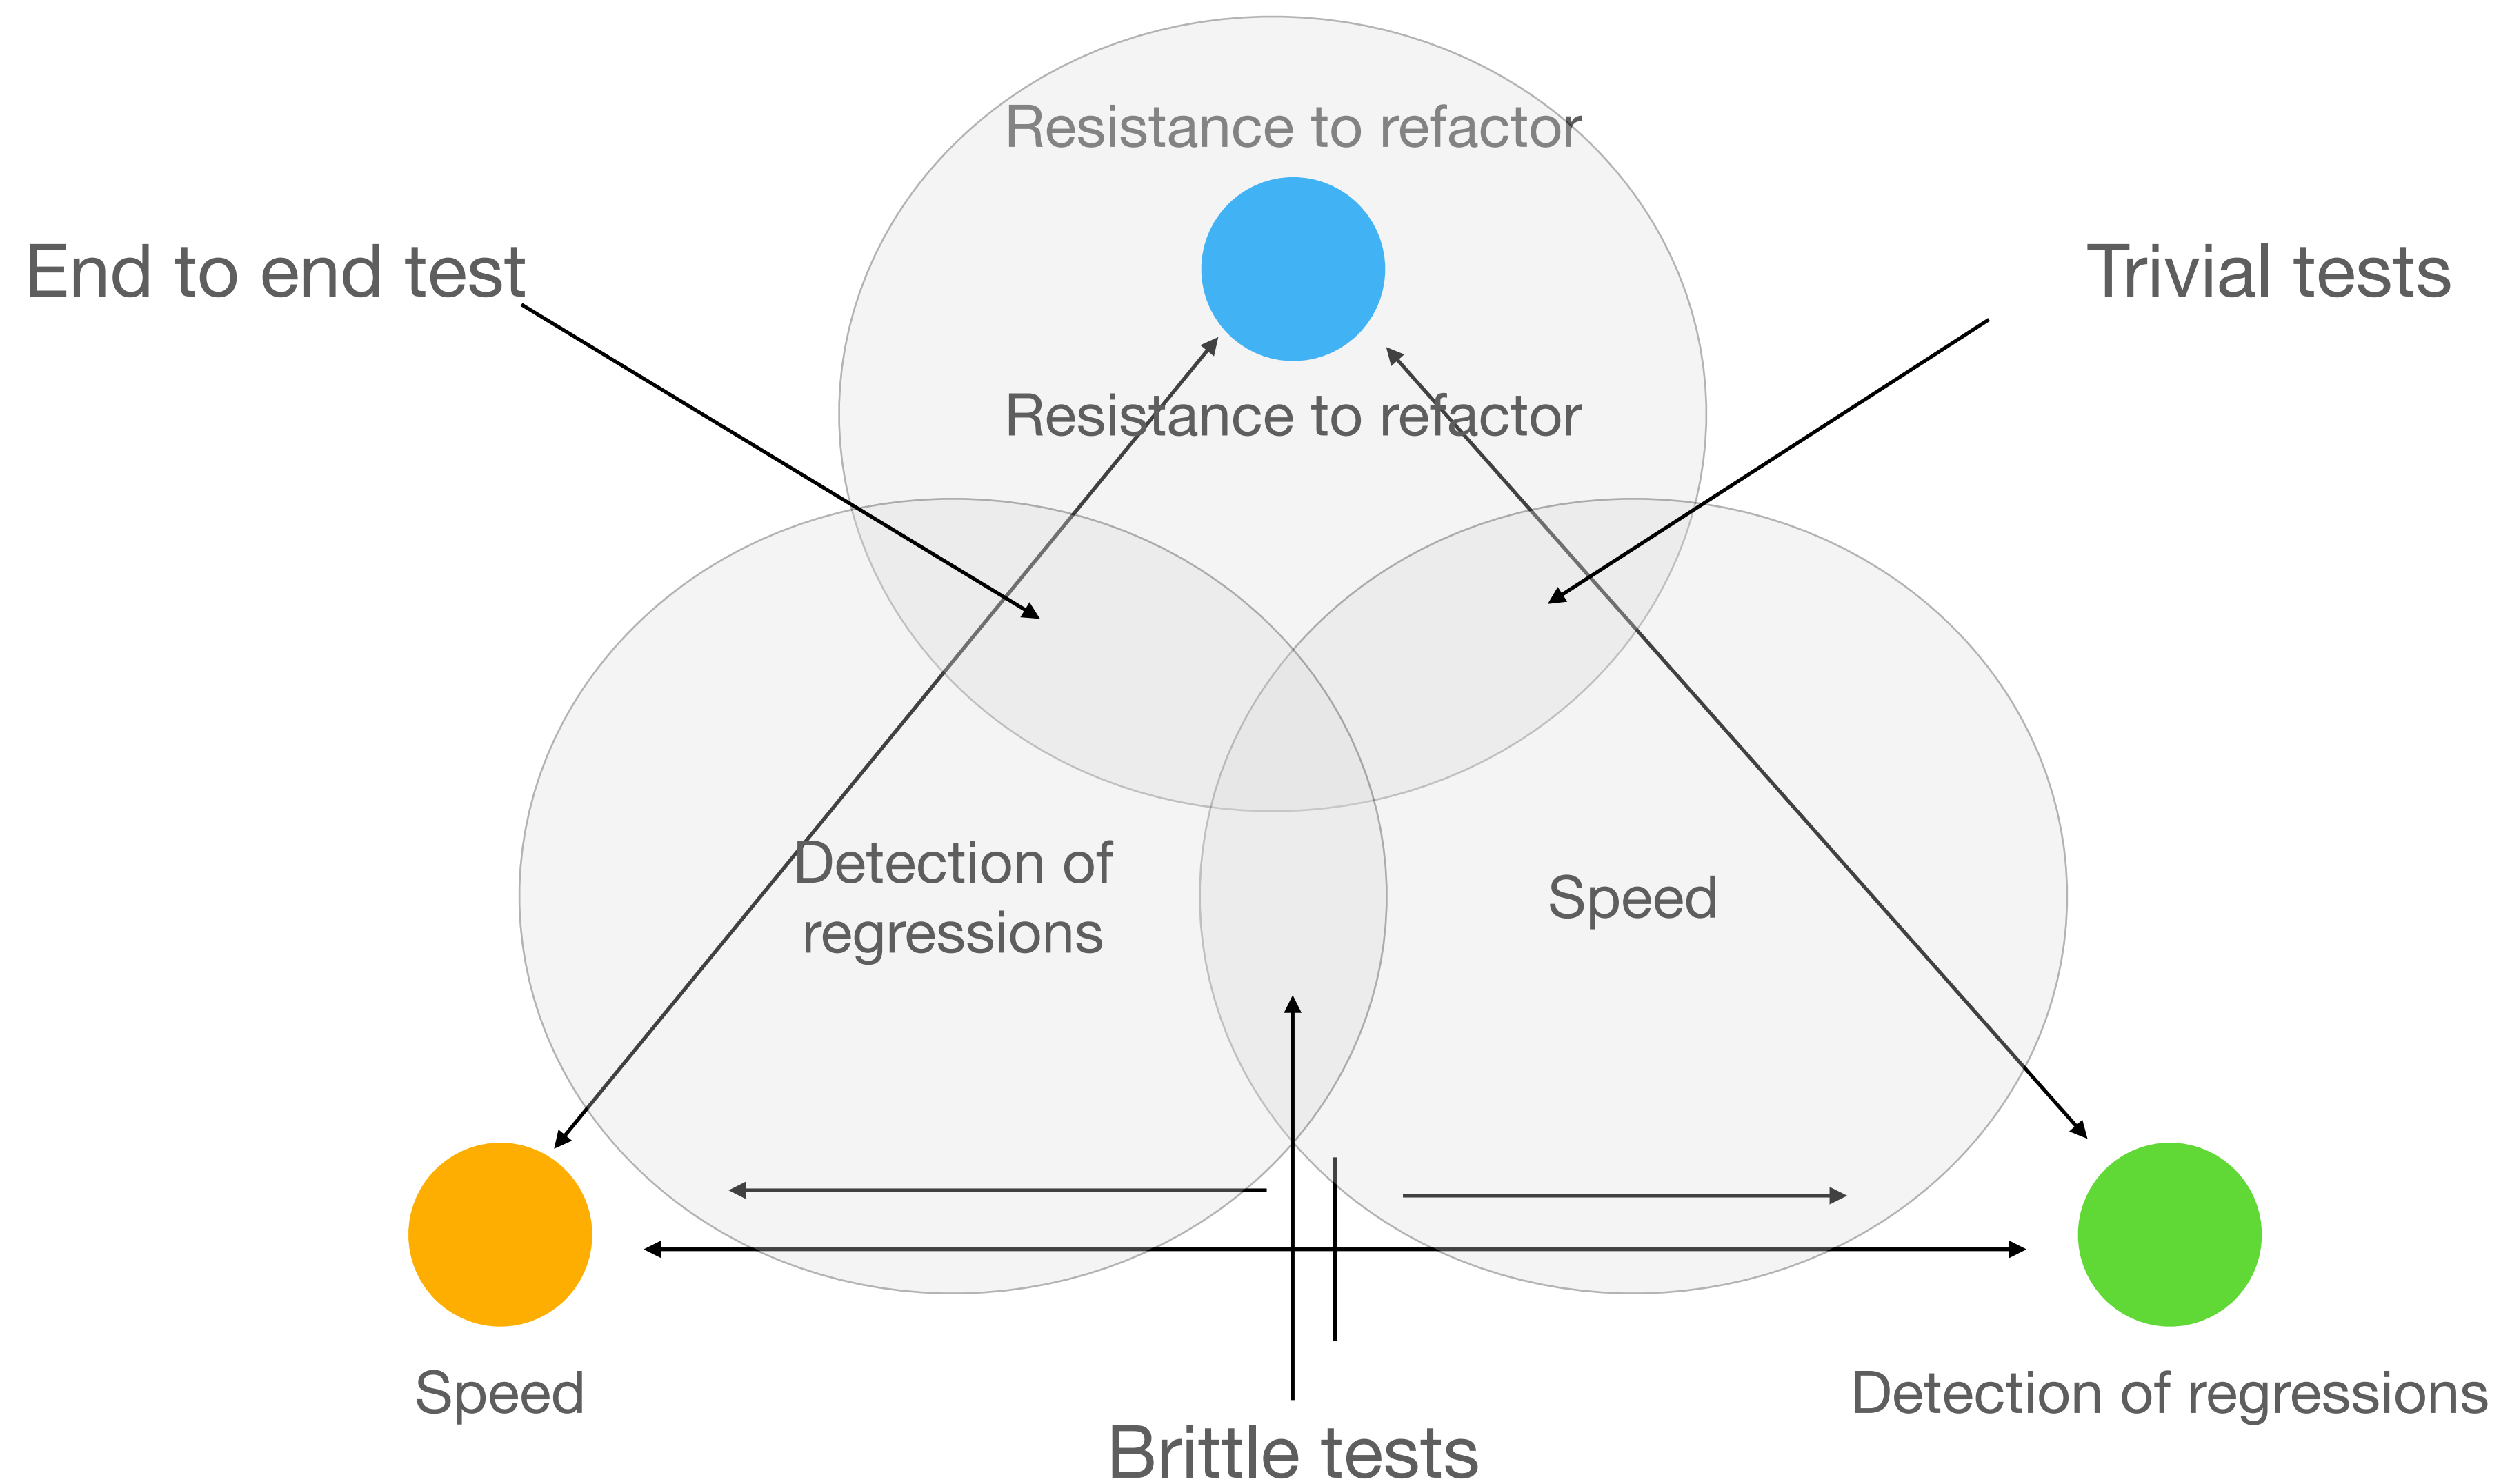 Resistance to refactor
End to end test
Trivial tests
Resistance to refactor
Detection of
regressions
Speed
Speed
Detection of regressions
Brittle tests